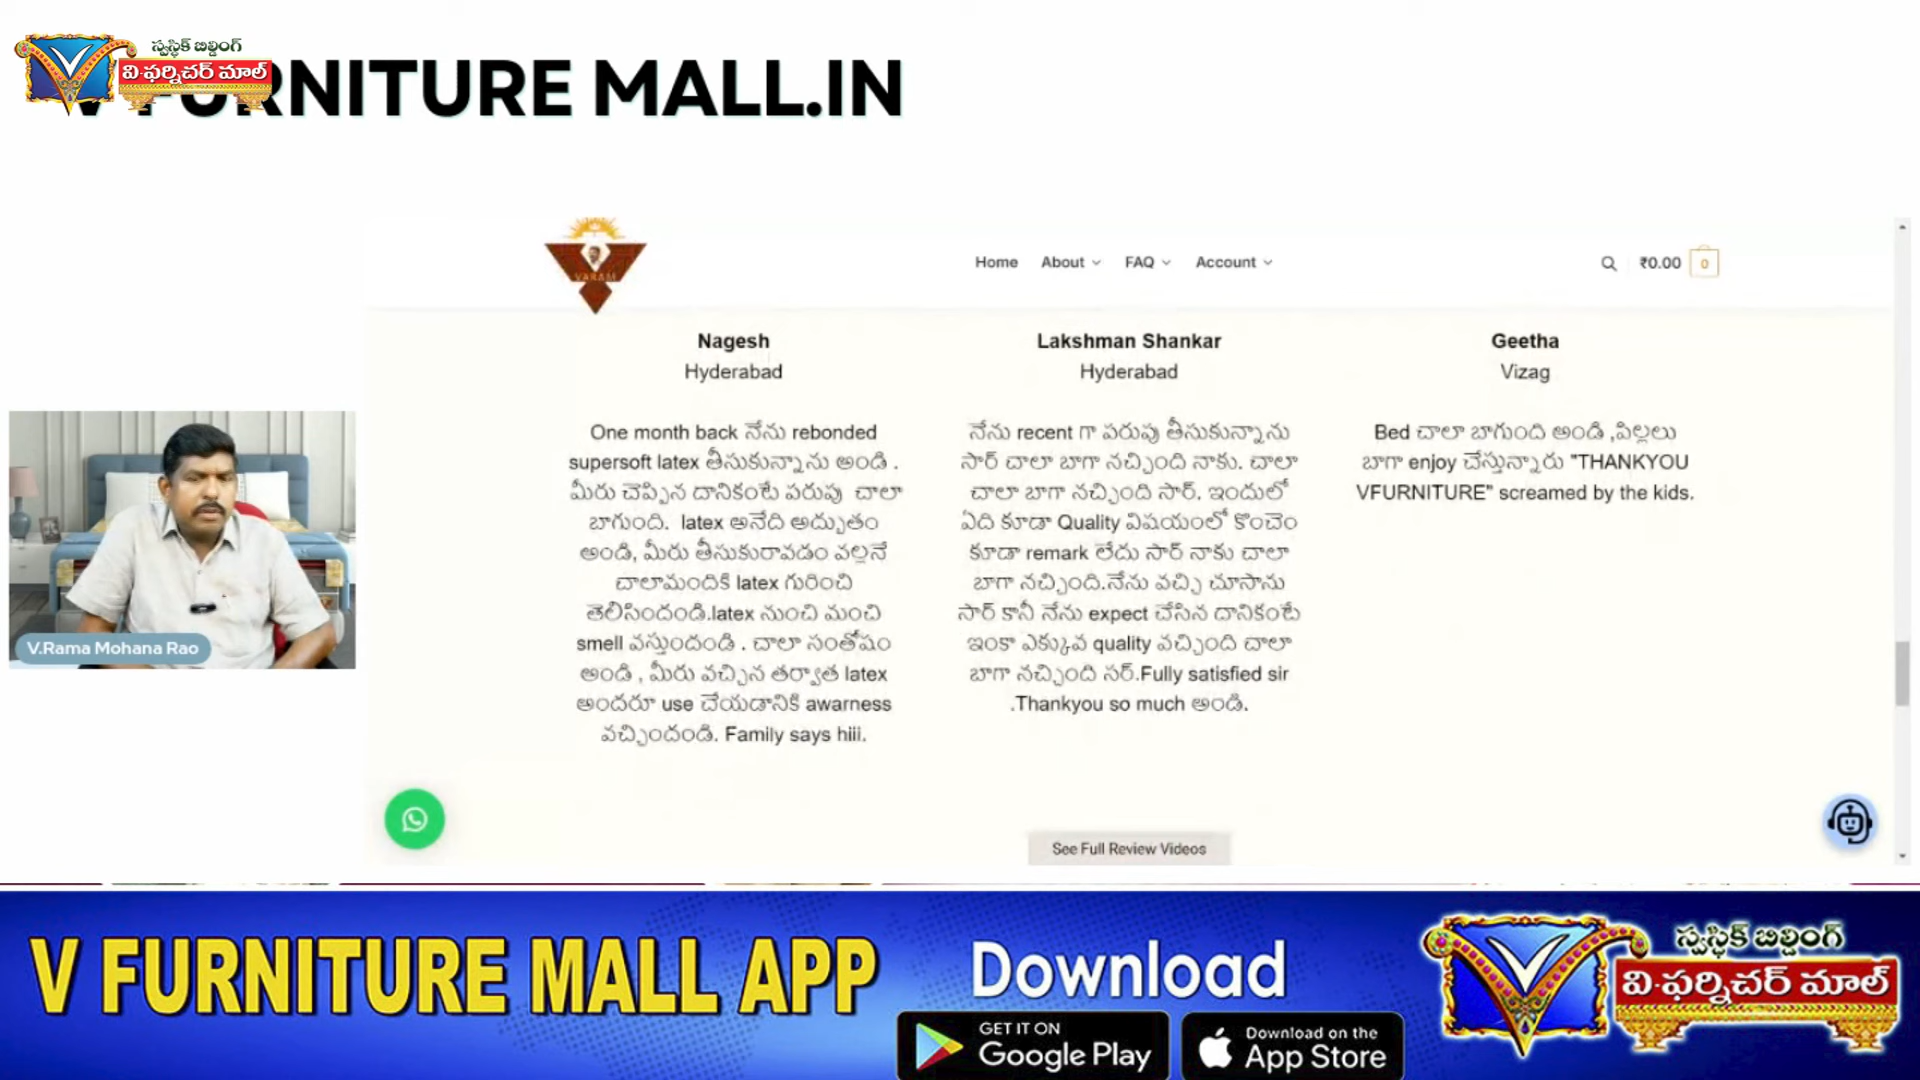 స్వస్థిక్ బిల్డింగ్
వి-ఫర్నిచర్ మాల్
V FURNITURE MALL.IN
VARAM
Home
About
FAQ
Account
₹0.00
0
Nagesh
Hyderabad
One month back నేను rebonded
supersoft latex తీసుకున్నాను అండి .
మీరు చెప్పిన దానికంటే పరుపు చాలా
బాగుంది. latex అనేది అద్భుతం
అండి, మీరు తీసుకురావడం వల్లనే
చాలామందికి latex గురించి
తెలిసిందండి.latex నుంచి మంచి
smell వస్తుందండి . చాలా సంతోషం
అండి , మీరు వచ్చిన తర్వాత latex
అందరూ use చేయడానికి awarness
వచ్చిందండి. Family says hiii.
Lakshman Shankar
Hyderabad
నేను recent గా పరుపు తీసుకున్నాను
సార్ చాలా బాగా నచ్చింది నాకు. చాలా
చాలా బాగా నచ్చింది సార్. ఇందులో
ఏది కూడా Quality విషయంలో కొంచెం
కూడా remark లేదు సార్ నాకు చాలా
బాగా నచ్చింది.నేను వచ్చి చూసాను
సార్ కానీ నేను expect చేసిన దానికంటే
ఇంకా ఎక్కువ quality వచ్చింది చాలా
బాగా నచ్చింది సర్.Fully satisfied sir
.Thankyou so much అండి.
Geetha
Vizag
Bed చాలా బాగుంది అండి ,పిల్లలు
బాగా enjoy చేస్తున్నారు "THANKYOU
VFURNITURE" screamed by the kids.
V.Rama Mohana Rao
See Full Review Videos
V FURNITURE MALL APP
Download
GET IT ON
Google Play
Download on the
App Store
స్వస్థిక్ బిల్డింగ్
వి-ఫర్నిచర్ మాల్